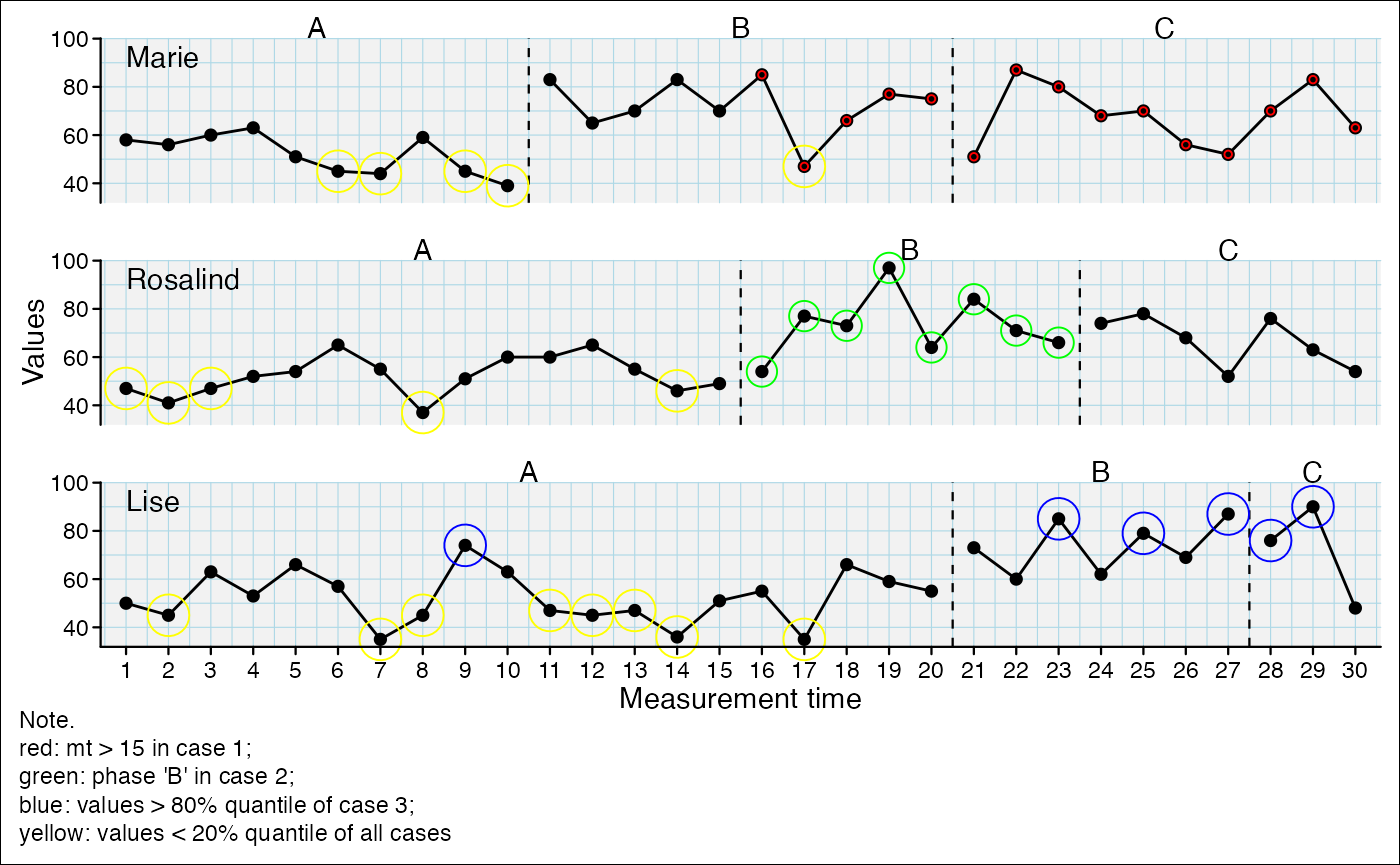 A B C
100
Marie
80
60
40
A B C
100
Rosalind
80
60
40
Values
A B C
100
Lise
80
60
40
1 2 3 4 5 6 7 8 9 10 11 12 13 14 15 16 17 18 19 20 21 22 23 24 25 26 27 28 29 30
Measurement time
Note.
red: mt > 15 in case 1;
green: phase 'B' in case 2;
blue: values > 80% quantile of case 3;
yellow: values < 20% quantile of all cases